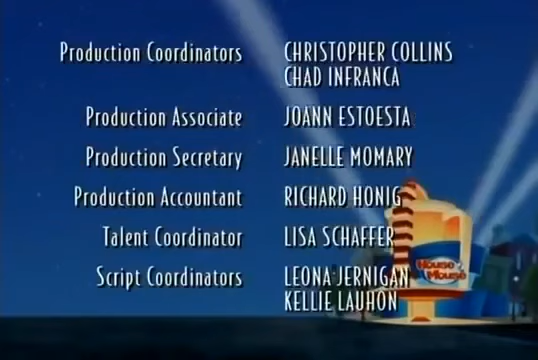 Production Coordinators CHRISTOPHER COLLINS
CHAD INFRANCA
Production Associate JOANN ESTOESTA
Production Secretary JANELLE MOMARY
Production Accountant RICHARD HONIG
Talent Coordinator LISA SCHAFFER
Script Coordinators LEONA JERNIGAN
KELLIE LAUHON
House of Mouse